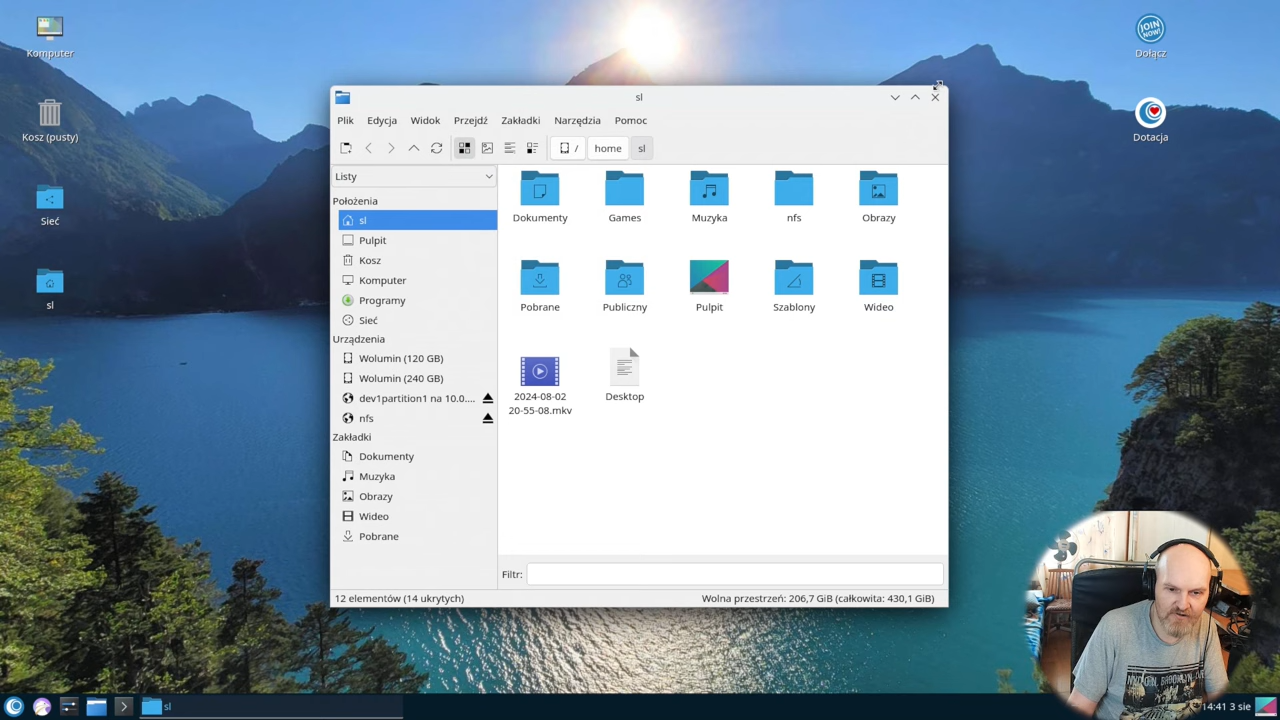 Komputer
Kosz (pusty)
Sieć
sl
JOIN NOW!
Dołącz
Dotacja
sl
Plik Edycja Widok Przejdź Zakładki Narzędzia Pomoc
/ home sl
Listy
Położenia
sl
Pulpit
Kosz
Komputer
Programy
Sieć
Urządzenia
Wolumin (120 GB)
Wolumin (240 GB)
dev1partition1 na 10.0....
nfs
Zakładki
Dokumenty
Muzyka
Obrazy
Wideo
Pobrane
Dokumenty Games Muzyka nfs Obrazy
Pobrane Publiczny Pulpit Szablony Wideo
2024-08-02
20-55-08.mkv
Desktop
Filtr:
12 elementów (14 ukrytych) Wolna przestrzeń: 206,7 GiB (całkowita: 430,1 GiB)
sl
14:41 3 sie